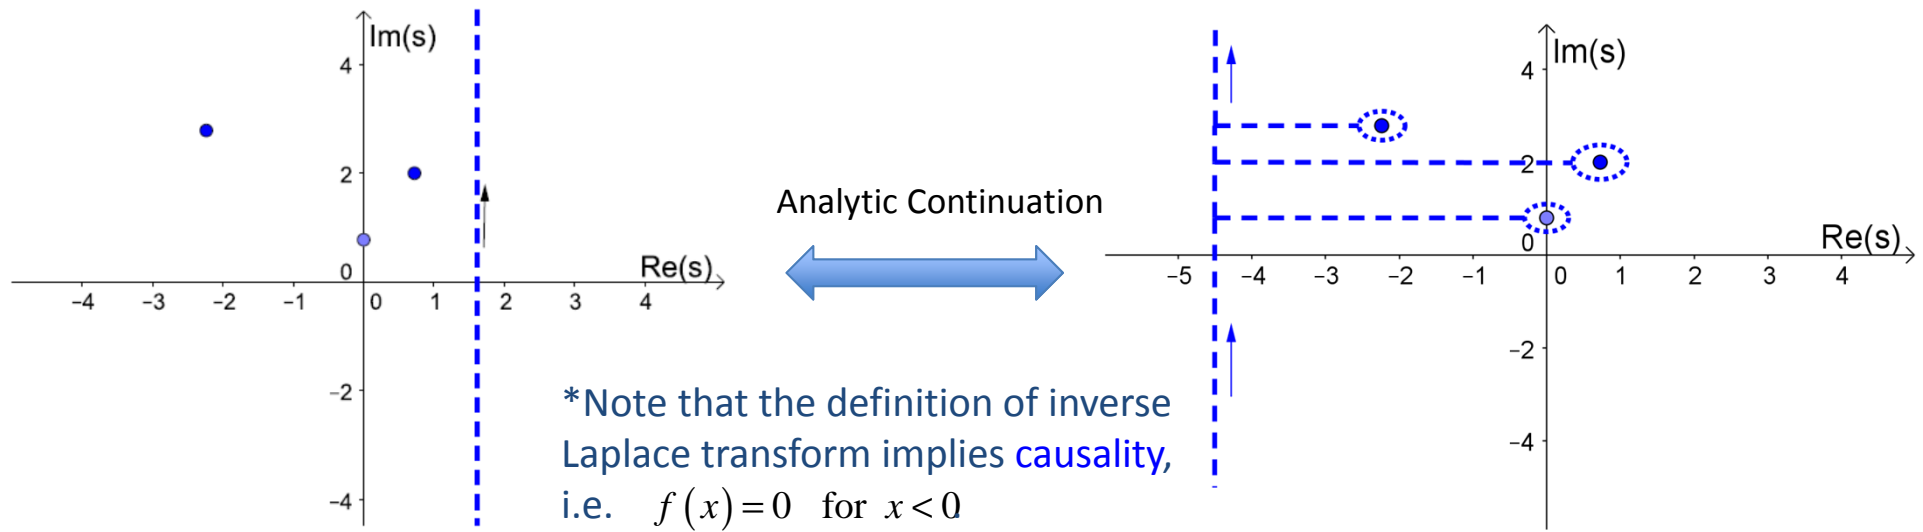 Im(s)
4
2
0
Re(s)
−4 −3 −2 −1 0 1 2 3 4
−2
−4
Analytic Continuation
*Note that the definition of inverse
Laplace transform implies causality,
i.e. f(x)=0 for x<0.
Im(s)
4
2
0
Re(s)
−5 −4 −3 −2 −1 0 1 2 3 4
−2
−4